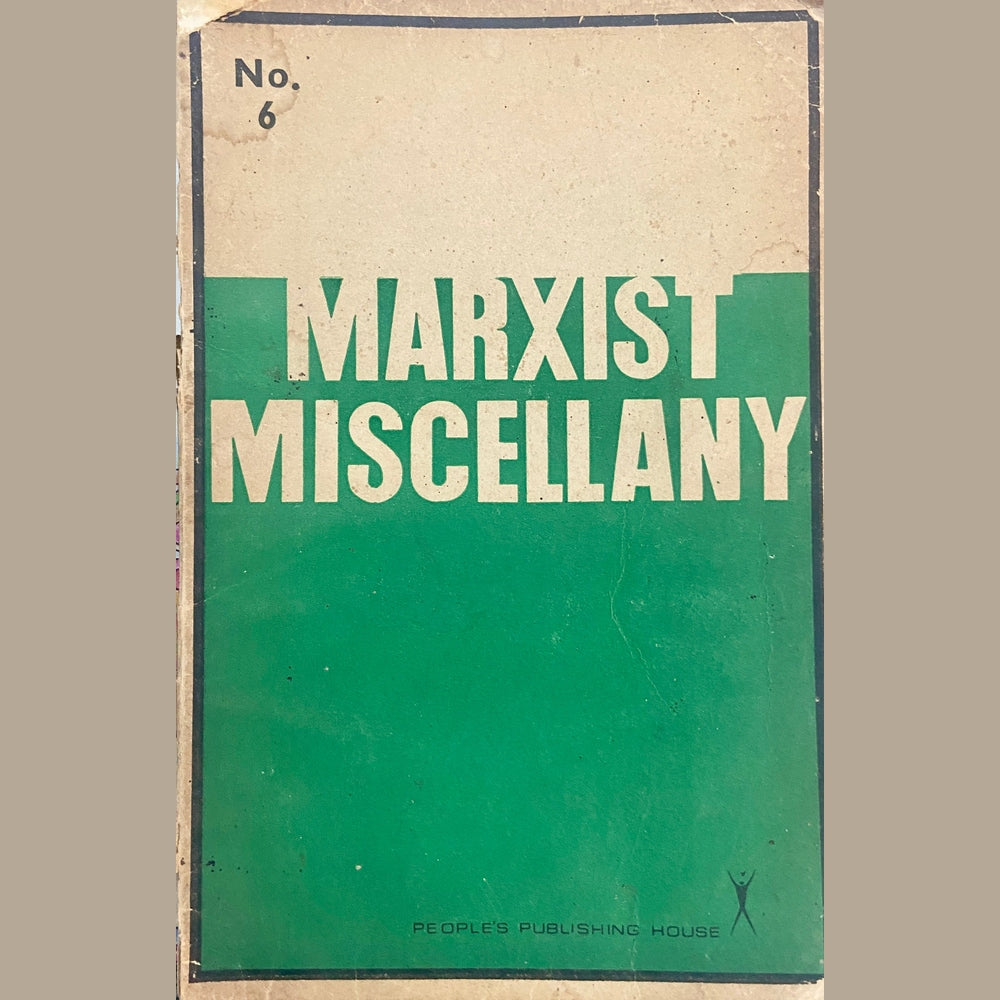 No.
6
MARXIST
MISCELLANY
PEOPLE'S PUBLISHING HOUSE